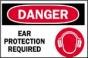 DANGER
EAR
PROTECTION
REQUIRED